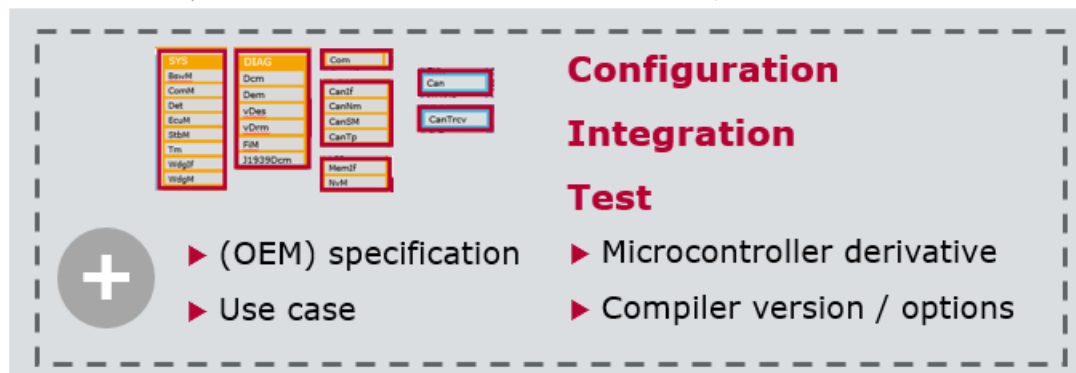 SYS
BswM
ComM
Det
EcuM
StbM
Tm
WdgIf
WdgM
DIAG
Dcm
Dem
vDes
vDrm
FiM
J1939Dcm
Com
CanIf
CanNm
CanSM
CanTp
MemIf
NvM
Can
CanTrcv
Configuration
Integration
Test
(OEM) specification
Use case
Microcontroller derivative
Compiler version / options